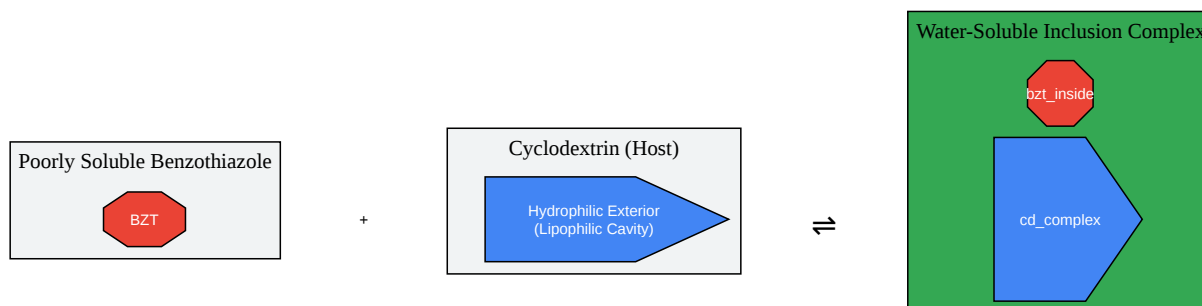 Poorly Soluble Benzothiazole
BZT
+
Cyclodextrin (Host)
Hydrophilic Exterior
(Lipophilic Cavity)
⇌
Water-Soluble Inclusion Complex
bzt_inside
cd_complex